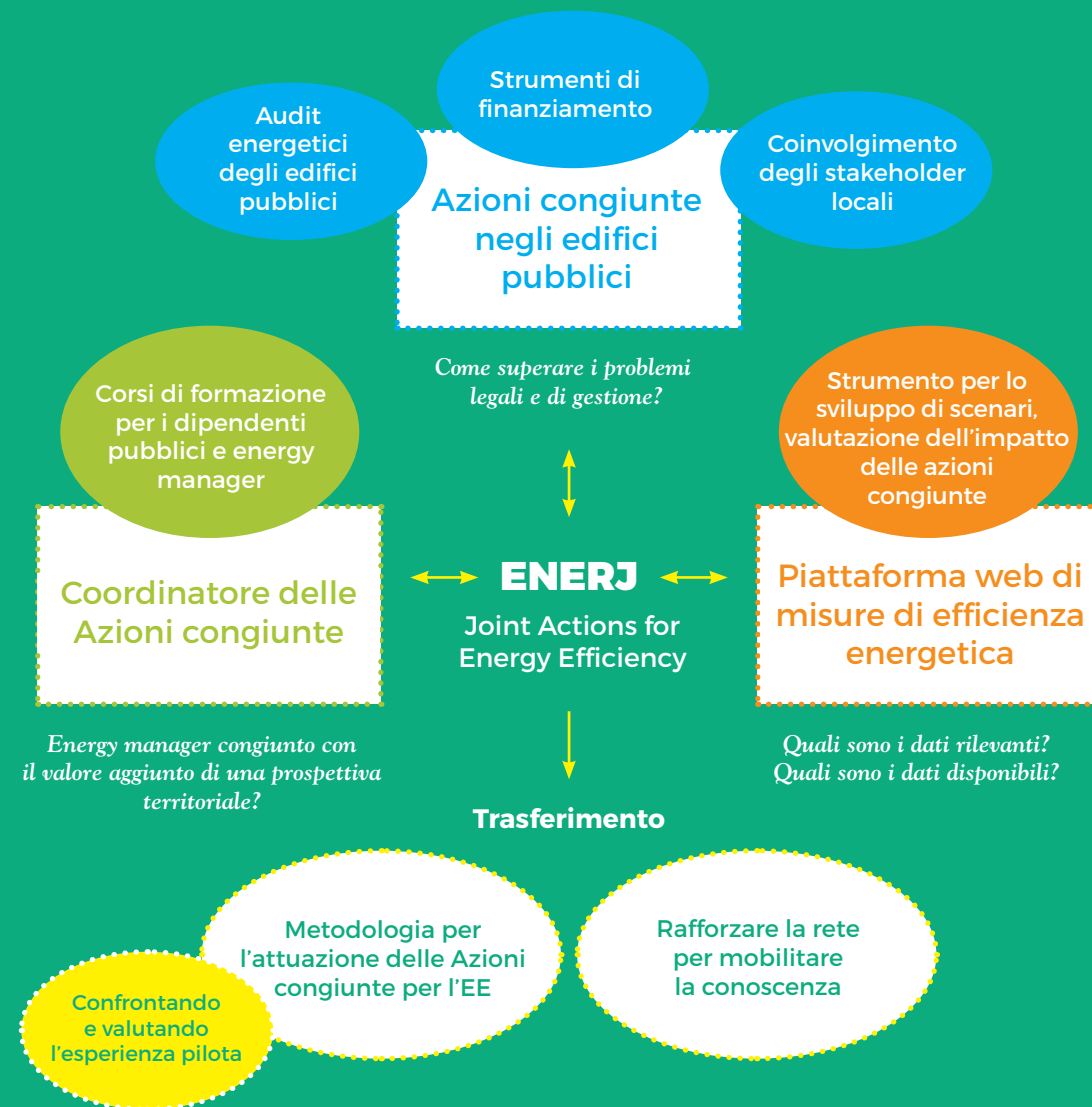 Strumenti di
finanziamento
Audit
energetici
degli edifici
pubblici
Coinvolgimento
degli stakeholder
locali
Azioni congiunte
negli edifici
pubblici
Come superare i problemi
legali e di gestione?
Corsi di formazione
per i dipendenti
pubblici e energy
manager
Coordinatore delle
Azioni congiunte
Energy manager congiunto con
il valore aggiunto di una prospettiva
territoriale?
ENERJ
Joint Actions for
Energy Efficiency
Strumento per lo
sviluppo di scenari,
valutazione dell'impatto
delle azioni
congiunte
Piattaforma web di
misure di efficienza
energetica
Quali sono i dati rilevanti?
Quali sono i dati disponibili?
Trasferimento
Metodologia per
l'attuazione delle Azioni
congiunte per l'EE
Rafforzare la rete
per mobilitare
la conoscenza
Confrontando
e valutando
l'esperienza pilota